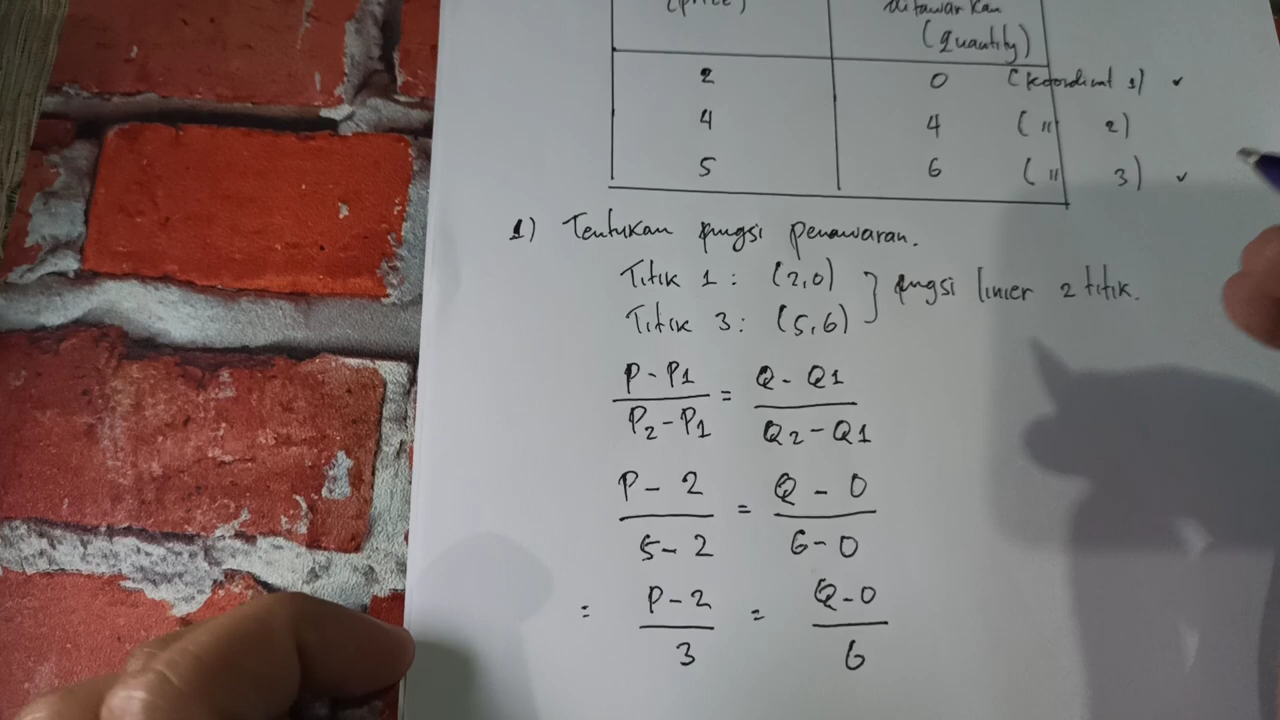 (price) Ditawarkan
(quantity)
2 0 (koordinat 1) ✓
4 4 ( " 2)
5 6 ( " 3) ✓
1) Tentukan fungsi penawaran.
Titik 1 : (2,0)
Titik 3 : (5,6) } fungsi linier 2 titik.
P - P1 / P2 - P1 = Q - Q1 / Q2 - Q1
P - 2 / 5 - 2 = Q - 0 / 6 - 0
= P - 2 / 3 = Q - 0 / 6